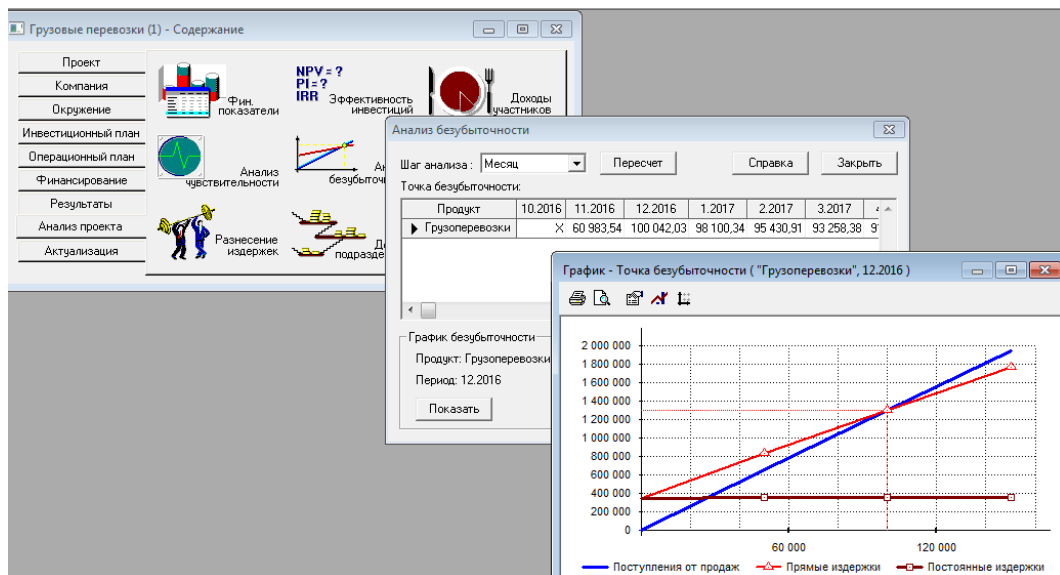 Грузовые перевозки (1) - Содержание
Проект
Компания
Окружение
Инвестиционный план
Операционный план
Финансирование
Результаты
Анализ проекта
Актуализация
Фин.
показатели
NPV = ?
PI = ?
IRR
Эффективность
инвестиций
Доходы
участников
Анализ
чувствительности
безубыточ
Разнесение
издержек
подразде
Анализ безубыточности
Шаг анализа : Месяц Пересчет Справка Закрыть
Точка безубыточности:
Продукт 10.2016 11.2016 12.2016 1.2017 2.2017 3.2017
Грузоперевозки X 60 983,54 100 042,03 98 100,34 95 430,91 93 258,38
График безубыточности
Продукт: Грузоперевозки
Период: 12.2016
Показать
График - Точка безубыточности ( "Грузоперевозки", 12.2016 )
2 000 000
1 800 000
1 600 000
1 400 000
1 200 000
1 000 000
800 000
600 000
400 000
200 000
0
60 000 120 000
Поступления от продаж Прямые издержки Постоянные издержки